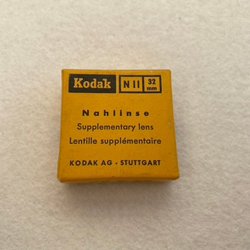 Kodak N II 32 mm
Nahlinse
Supplementary lens
Lentille supplémentaire
KODAK AG - STUTTGART